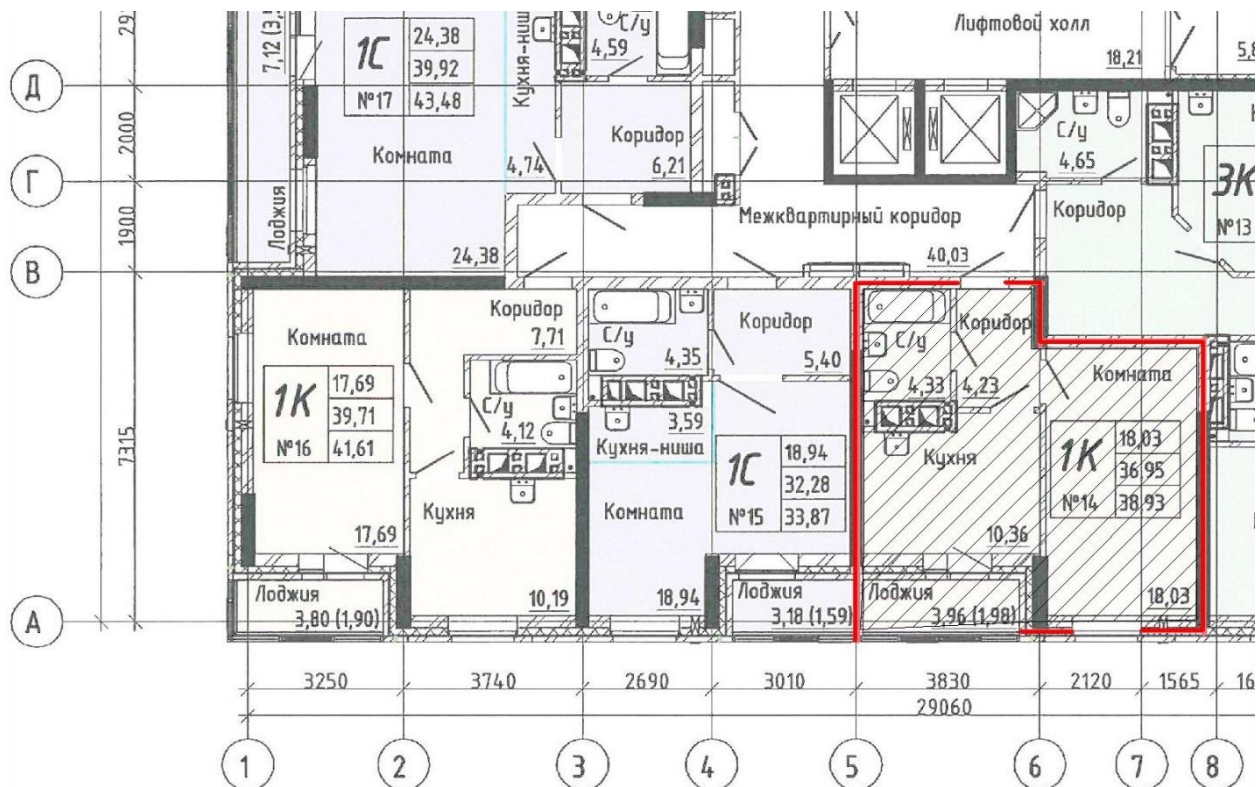 29
7,12 (3,
1С
24,38
39,92
№17
43,48
Кухня-ниш
С/у
4,59
Лифтовой холл
18,21
5,8
Д
2000
Комната
4,74
Коридор
6,21
С/у
4,65
Г
Лоджия
1900
Межквартирный коридор
Коридор
3К
№13
24,38
40,03
В
Комната
Коридор
7,71
С/у
4,35
Коридор
5,40
С/у
4,33
Коридор
4,23
Комната
1К
17,69
39,71
№16
41,61
С/у
4,12
3,59
Кухня-ниша
1С
18,94
32,28
№15
33,87
Кухня
1К
18,03
36,95
№14
38,93
7315
Кухня
Комната
17,69
10,36
Лоджия
3,80 (1,90)
10,19
18,94
Лоджия
3,18 (1,59)
Лоджия
3,96 (1,98)
18,03
А
3250
3740
2690
3010
3830
2120
1565
16
29060
1
2
3
4
5
6
7
8